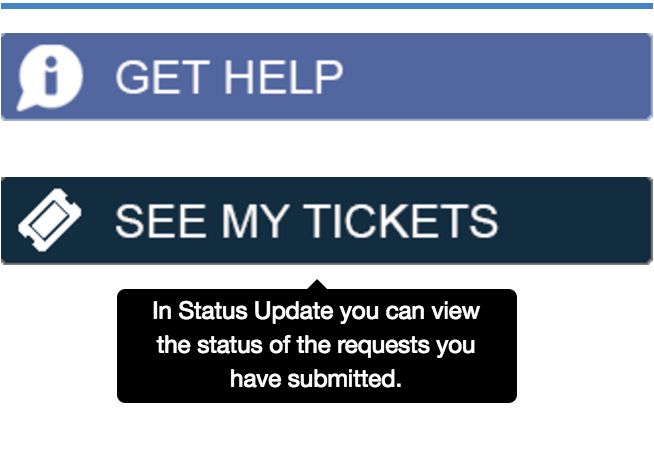 GET HELP
SEE MY TICKETS
In Status Update you can view
the status of the requests you
have submitted.